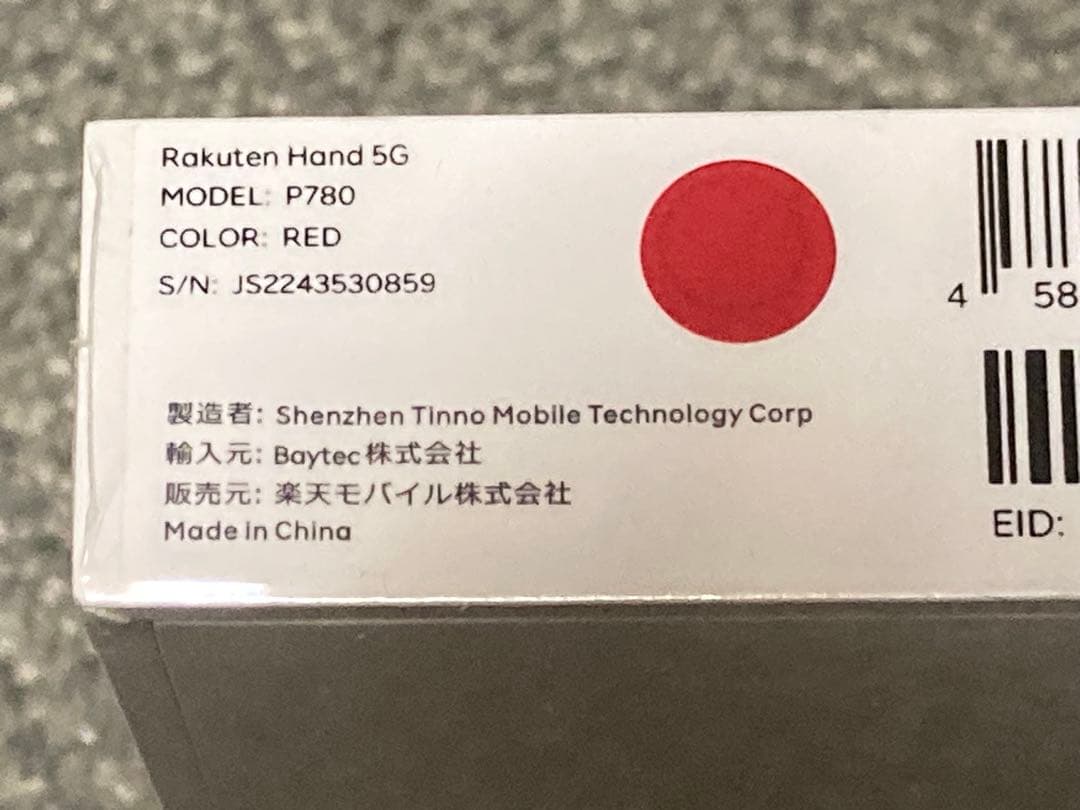 Rakuten Hand 5G
MODEL: P780
COLOR: RED
S/N: JS2243530859
製造者: Shenzhen Tinno Mobile Technology Corp
輸入元: Baytec株式会社
販売元: 楽天モバイル株式会社
Made in China
4 58
EID: